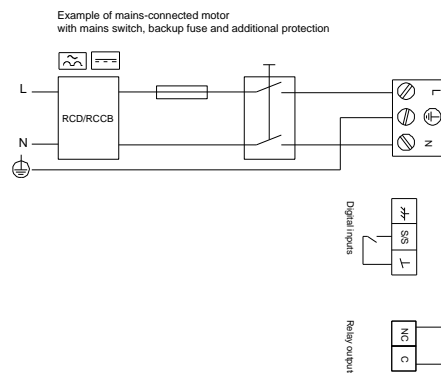 Example of mains-connected motor
with mains switch, backup fuse and additional protection
L
RCD/RCCB
N
L
N
Digital inputs
S/S
Relay output
NC
C